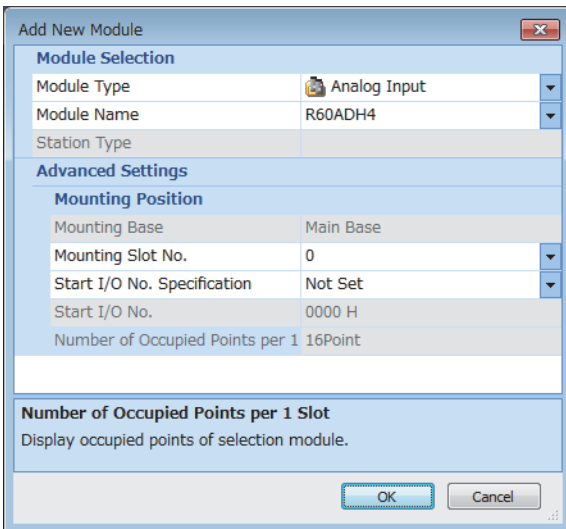 Add New Module
Module Selection
Module Type Analog Input
Module Name R60ADH4
Station Type
Advanced Settings
Mounting Position
Mounting Base Main Base
Mounting Slot No. 0
Start I/O No. Specification Not Set
Start I/O No. 0000 H
Number of Occupied Points per 1 16Point
Number of Occupied Points per 1 Slot
Display occupied points of selection module.
OK Cancel